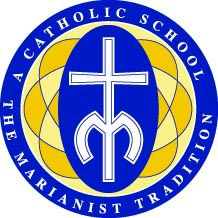 A CATHOLIC SCHOOL
THE MARIANIST TRADITION